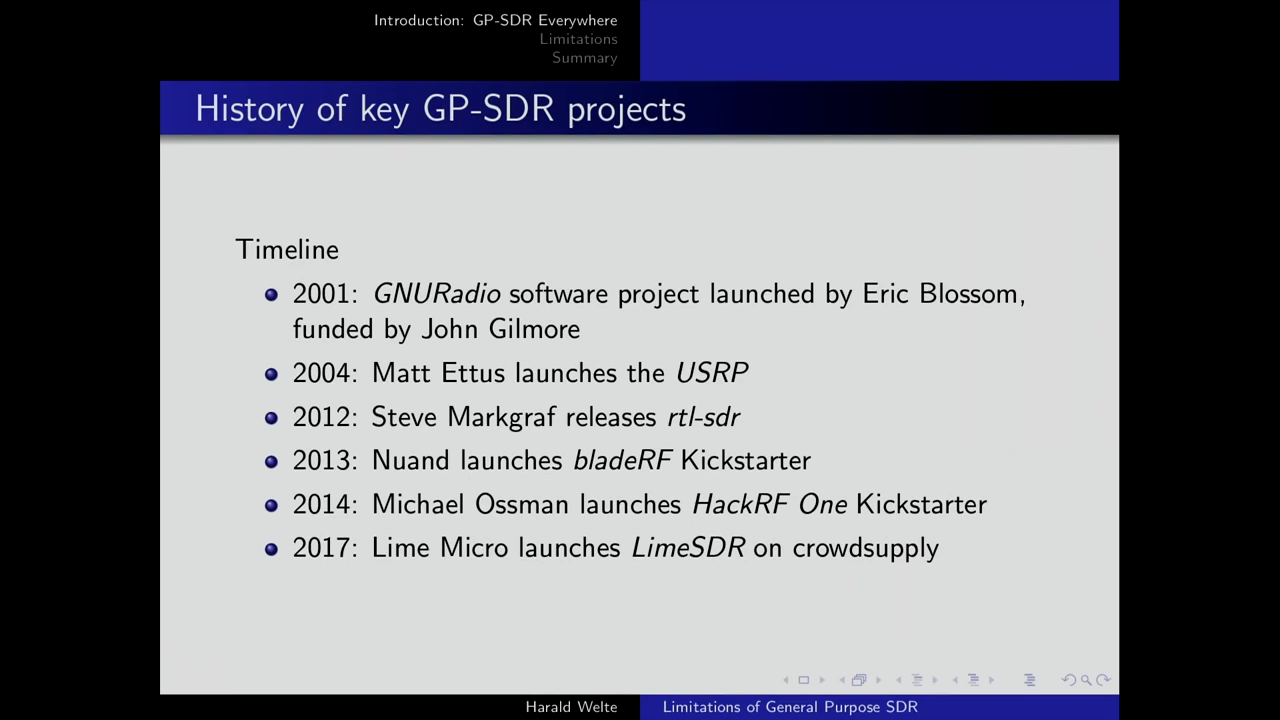 Introduction: GP-SDR Everywhere
Limitations
Summary
History of key GP-SDR projects
Timeline
2001: GNURadio software project launched by Eric Blossom,
funded by John Gilmore
2004: Matt Ettus launches the USRP
2012: Steve Markgraf releases rtl-sdr
2013: Nuand launches bladeRF Kickstarter
2014: Michael Ossman launches HackRF One Kickstarter
2017: Lime Micro launches LimeSDR on crowdsupply
Harald Welte
Limitations of General Purpose SDR